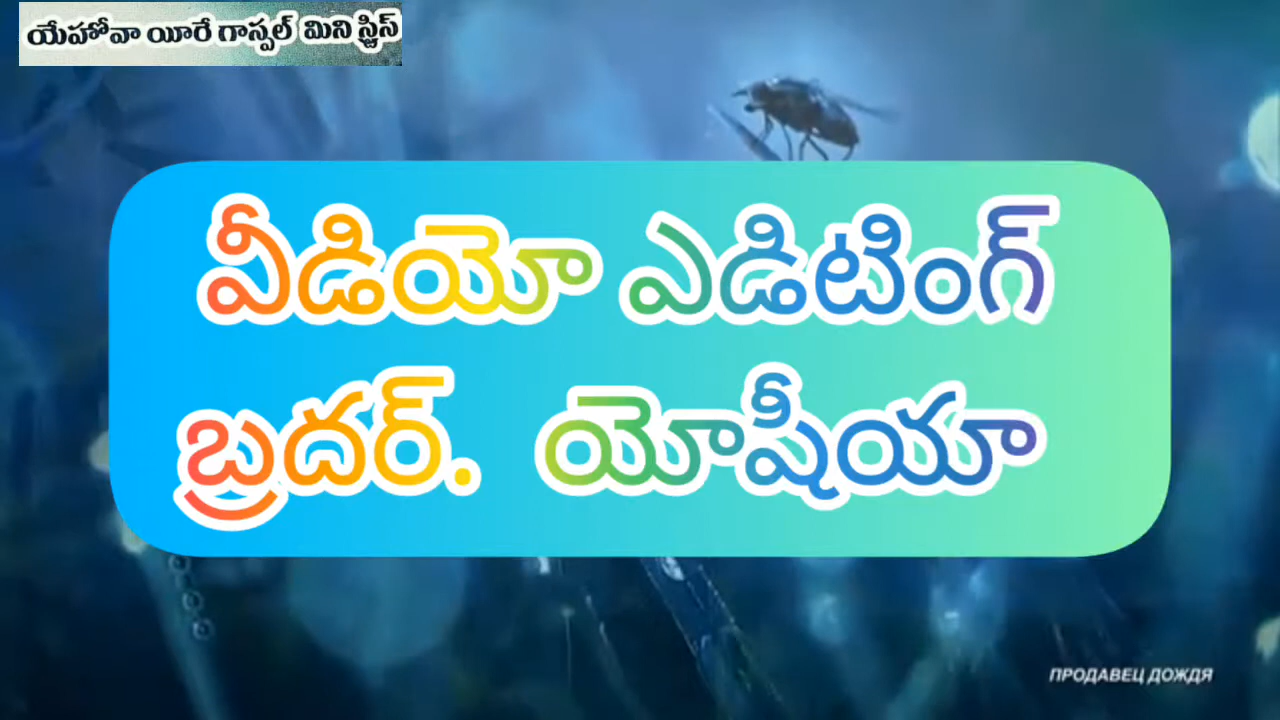 యేహోవా యీరే గాస్పల్ మినిస్ట్రిస్
వీడియో ఎడిటింగ్
బ్రదర్. యోషీయా
ПРОДАВЕЦ ДОЖДЯ